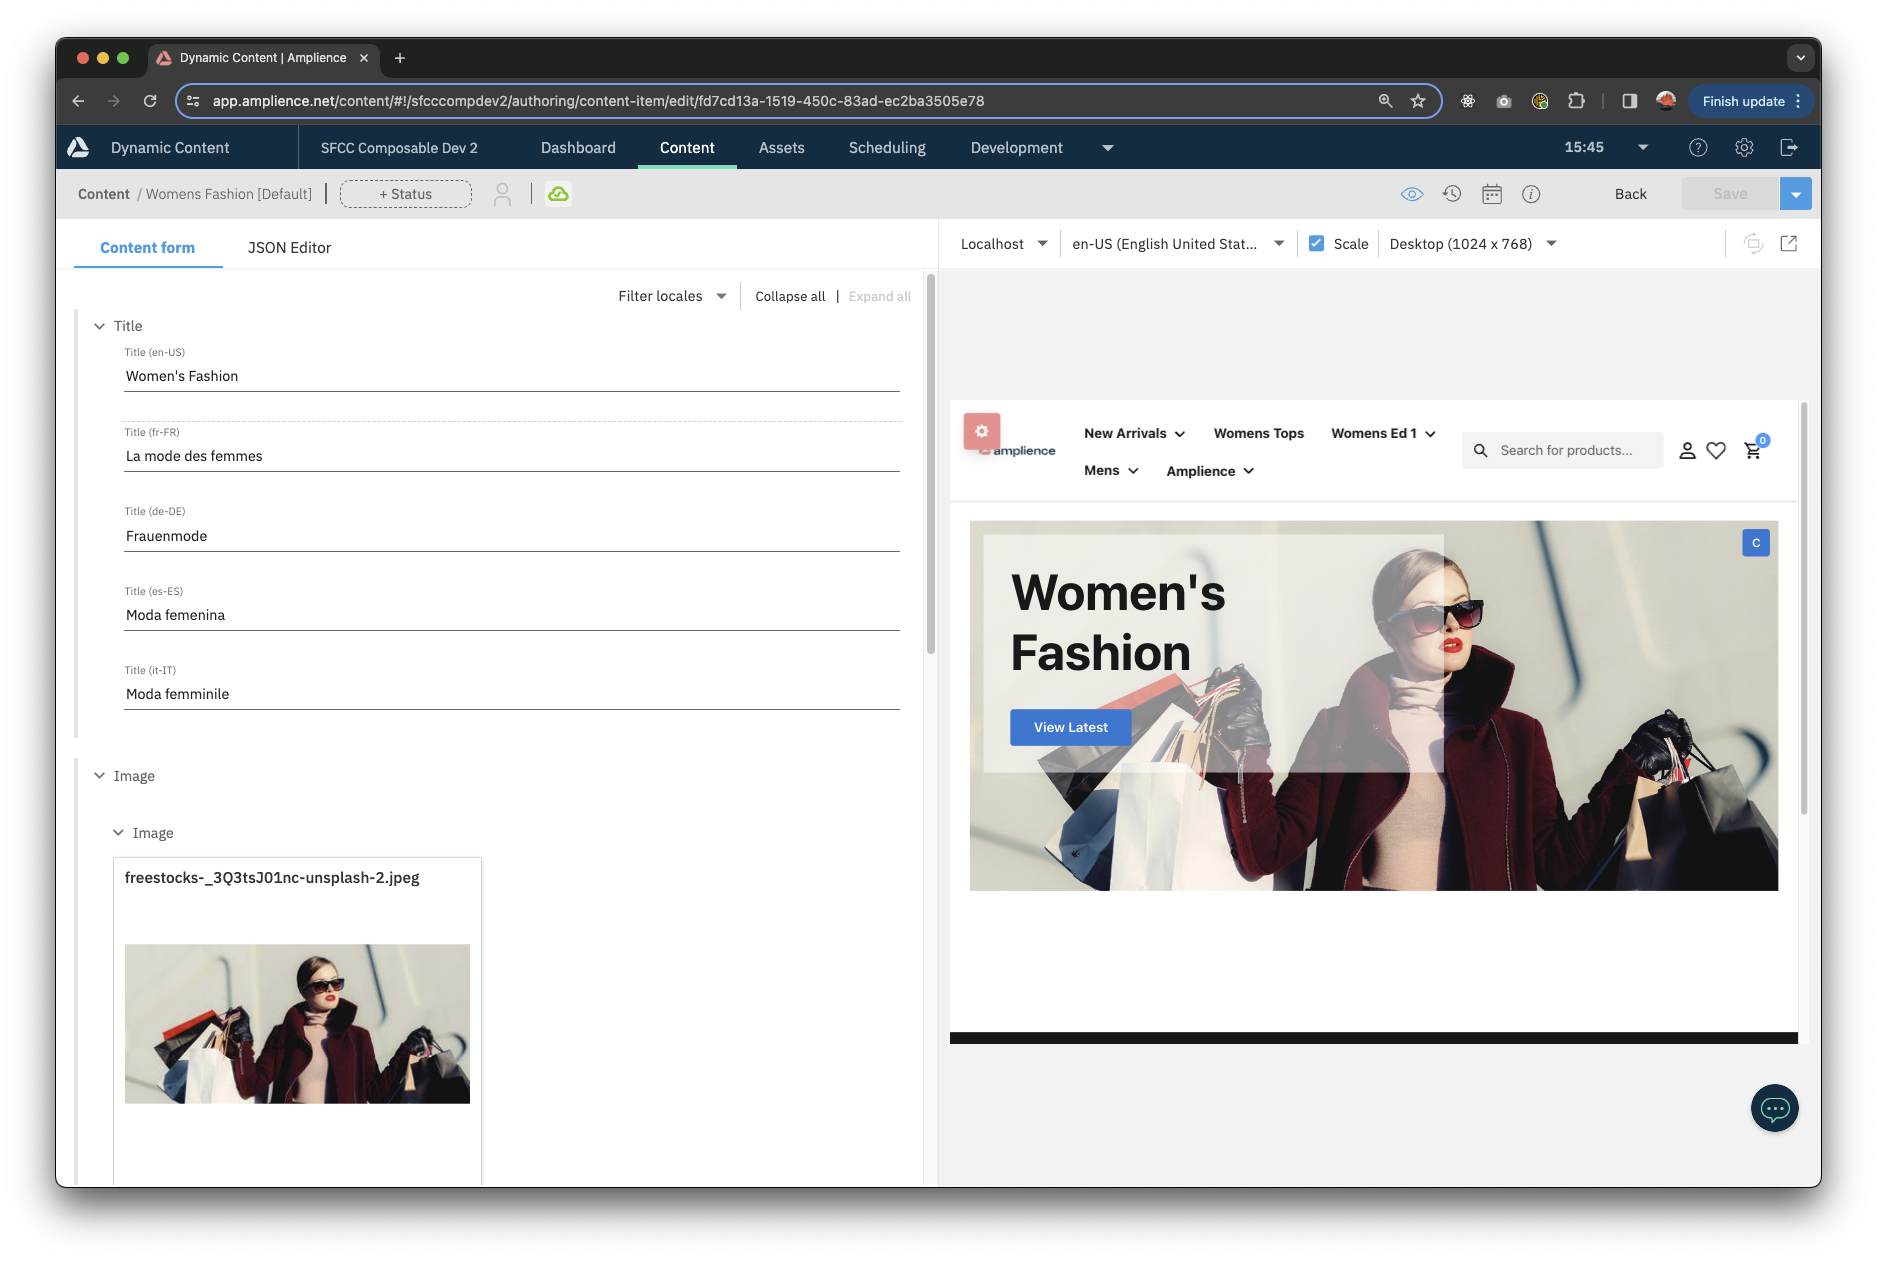 Dynamic Content | Amplience
app.amplience.net/content/#!/sfcccompdev2/authoring/content-item/edit/fd7cd13a-1519-450c-83ad-ec2ba3505e78
Finish update
Dynamic Content
SFCC Composable Dev 2
Dashboard
Content
Assets
Scheduling
Development
15:45
Content / Womens Fashion [Default]
+ Status
Back
Save
Content form
JSON Editor
Localhost
en-US (English United Stat...
Scale
Desktop (1024 x 768)
Filter locales
Collapse all | Expand all
Title
Title (en-US)
Women's Fashion
Title (fr-FR)
La mode des femmes
Title (de-DE)
Frauenmode
Title (es-ES)
Moda femenina
Title (it-IT)
Moda femminile
Image
Image
freestocks-_3Q3tsJ01nc-unsplash-2.jpeg
amplience
New Arrivals
Womens Tops
Womens Ed 1
Mens
Amplience
Search for products...
0
C
Women's
Fashion
View Latest